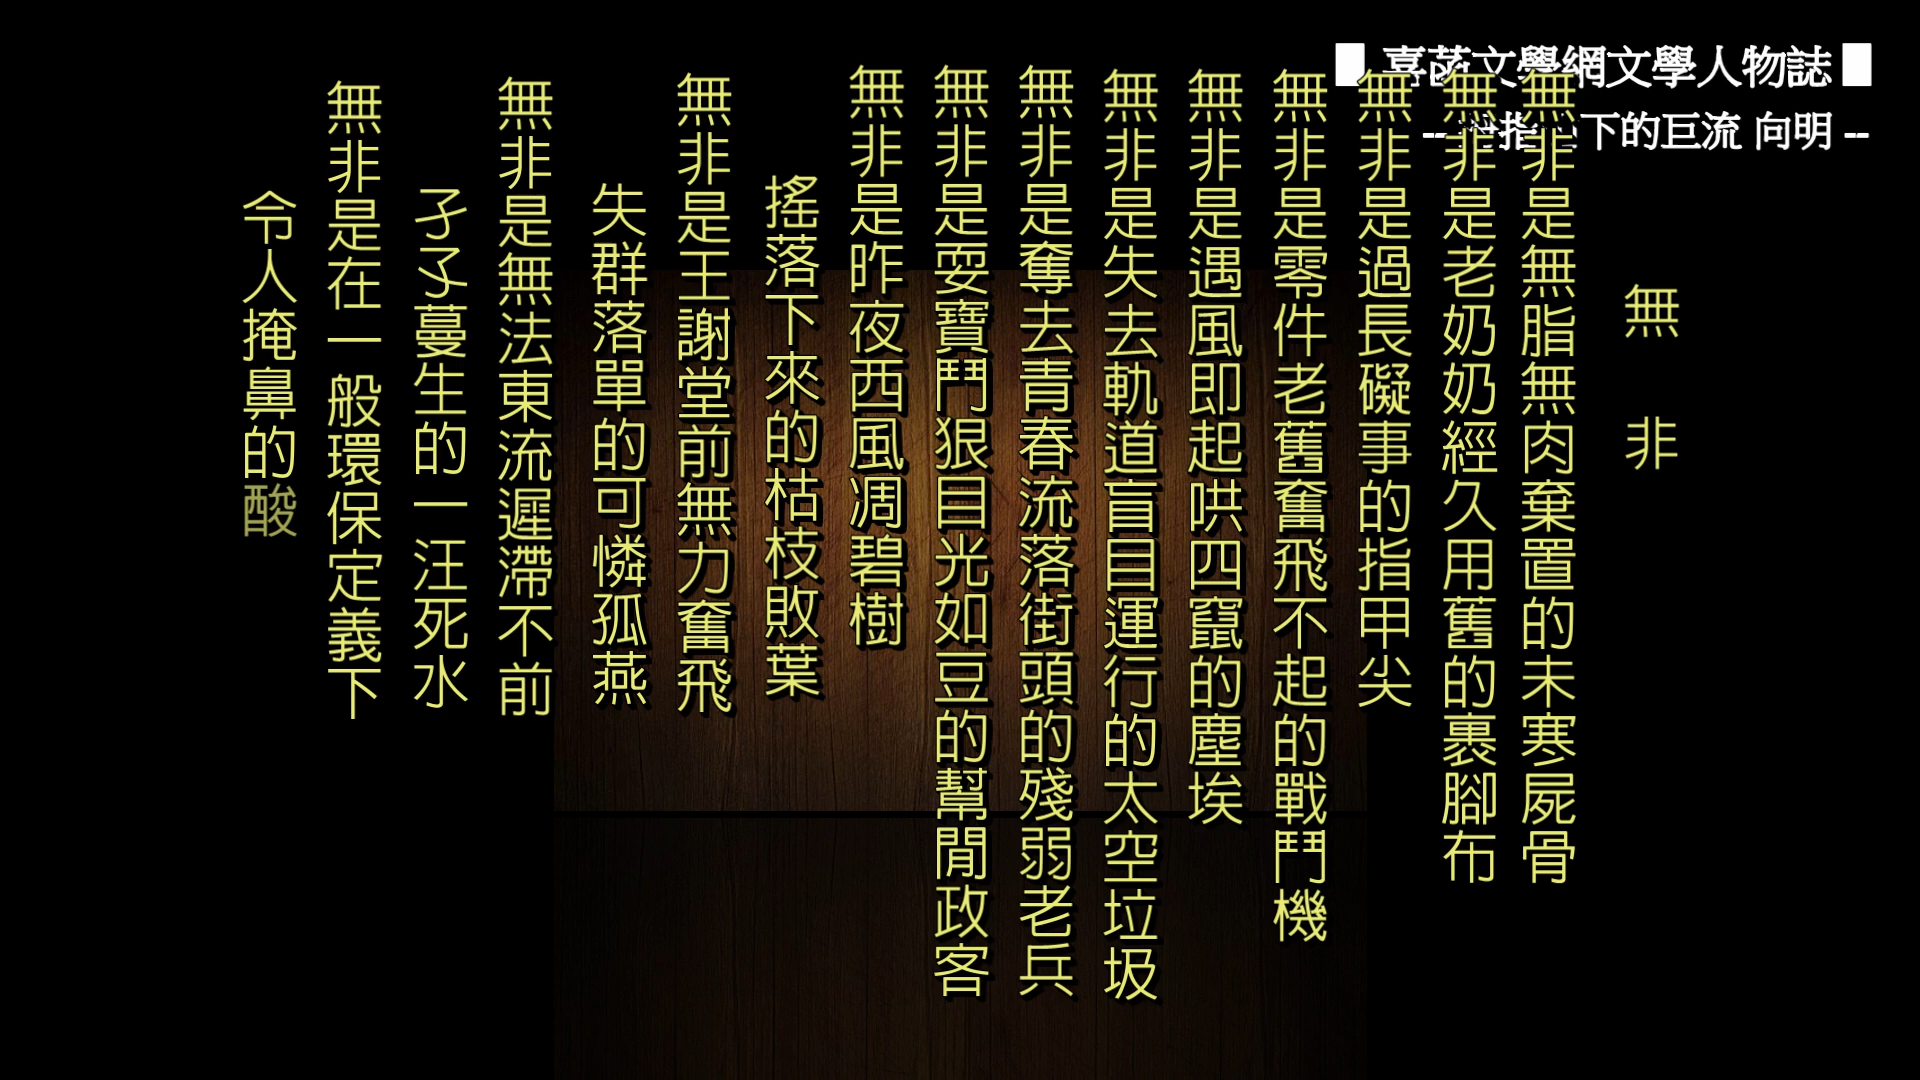 ■ 喜菡文學網文學人物誌 ■
下的巨流 向明 --
無非
無非是無脂無肉棄置的未寒屍骨
無非是老奶奶經久用舊的裹腳布
無非是過長礙事的指甲尖
無非是零件老舊奮飛不起的戰鬥機
無非是遇風即起哄四竄的塵埃
無非是失去軌道盲目運行的太空垃圾
無非是奪去青春流落街頭的殘弱老兵
無非是耍寶鬥狠目光如豆的幫閒政客
無非是昨夜西風凋碧樹
搖落下來的枯枝敗葉
無非是王謝堂前無力奮飛
失群落單的可憐孤燕
無非是無法東流遲滯不前
孑孓蔓生的一汪死水
無非是在一般環保定義下
令人掩鼻的酸